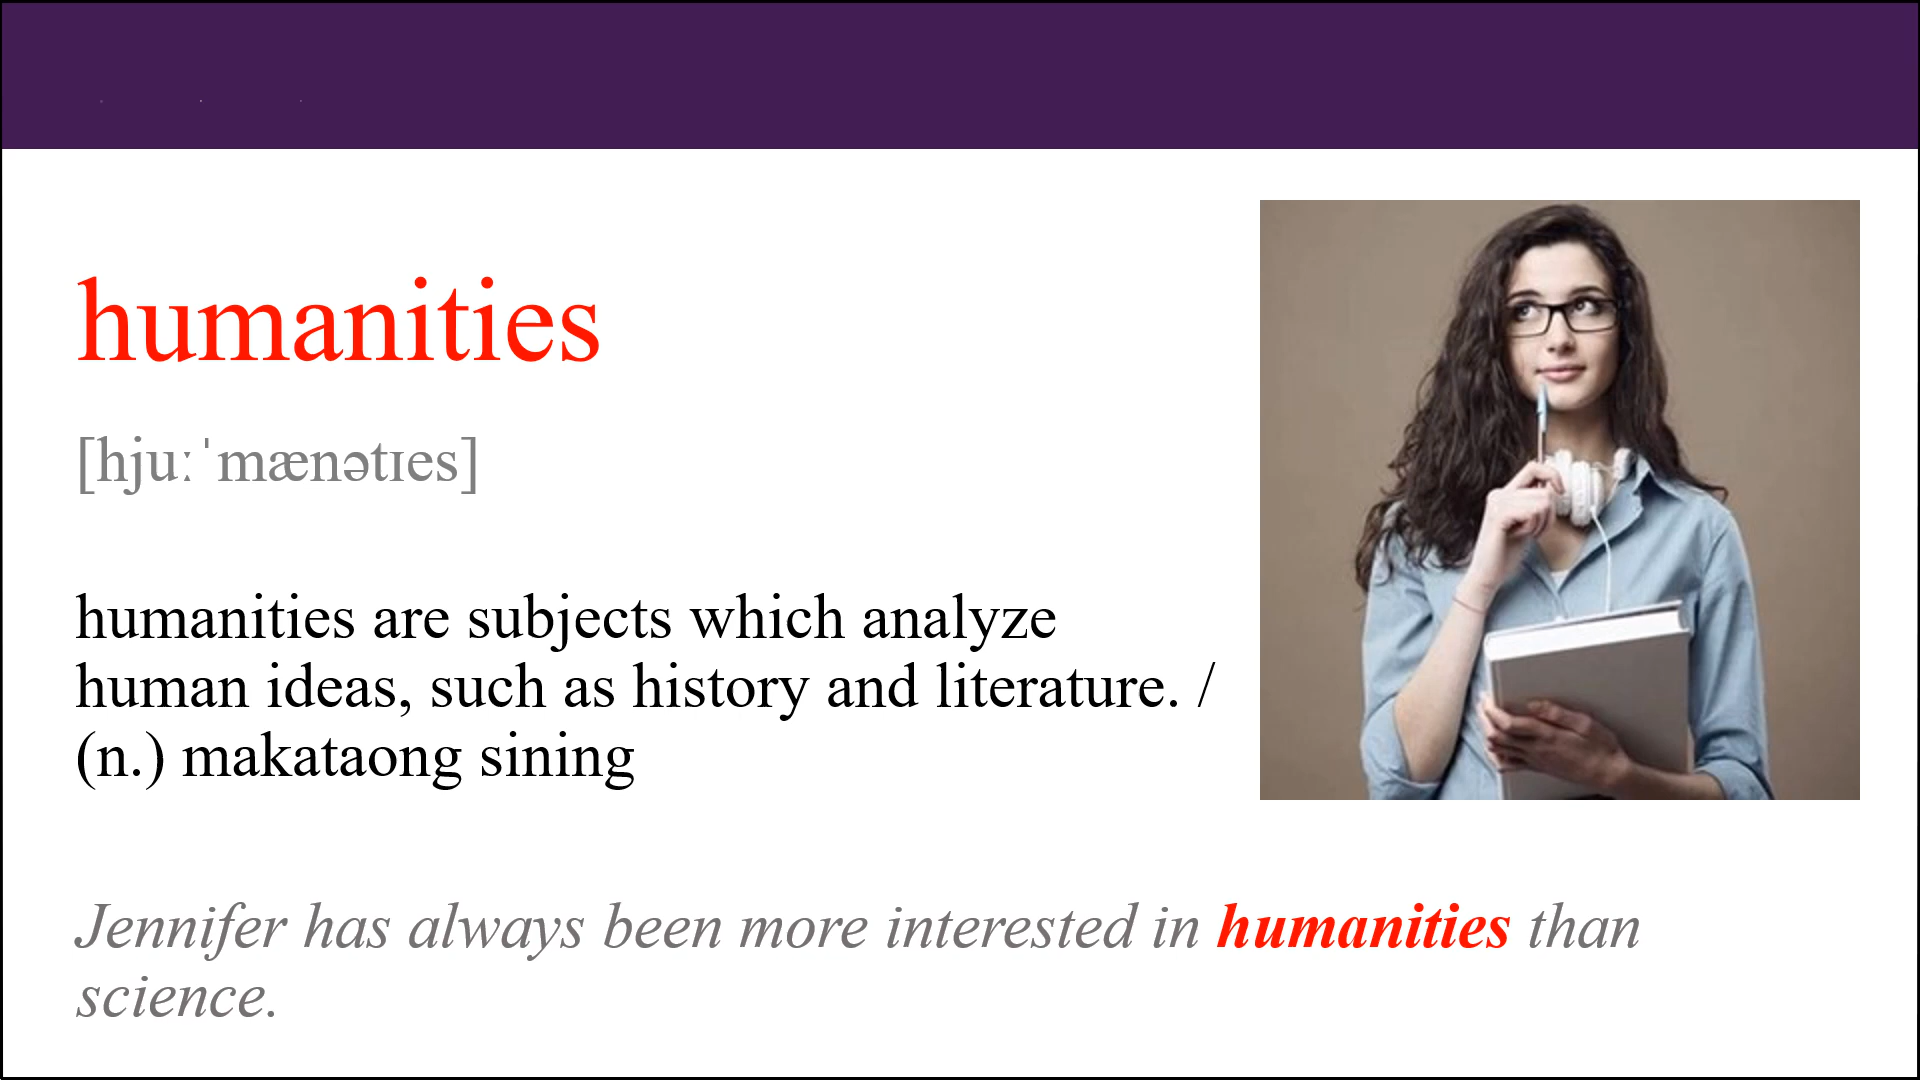 humanities
[hjuːˈmænətɪes]
humanities are subjects which analyze
human ideas, such as history and literature. /
(n.) makataong sining
Jennifer has always been more interested in humanities than
science.